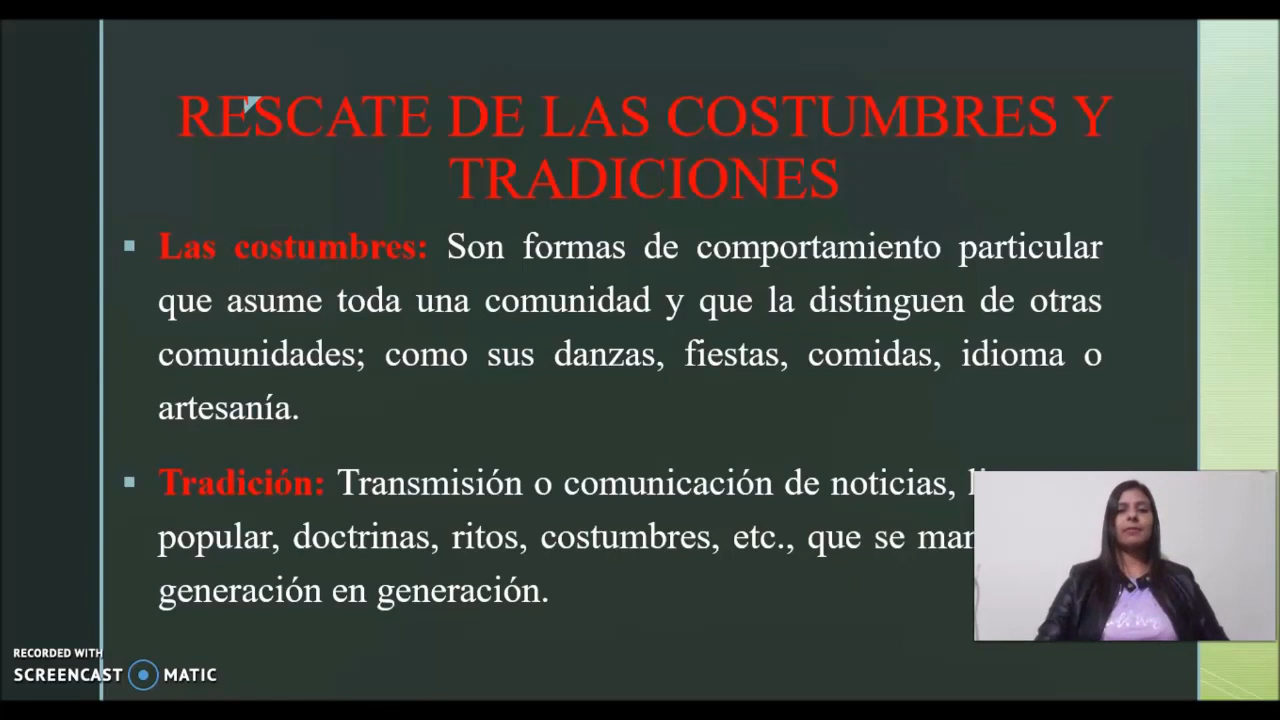 RESCATE DE LAS COSTUMBRES Y
TRADICIONES
Las costumbres: Son formas de comportamiento particular
que asume toda una comunidad y que la distinguen de otras
comunidades; como sus danzas, fiestas, comidas, idioma o
artesanía.
Tradición: Transmisión o comunicación de noticias,
popular, doctrinas, ritos, costumbres, etc., que se
generación en generación.
RECORDED WITH
SCREENCAST MATIC